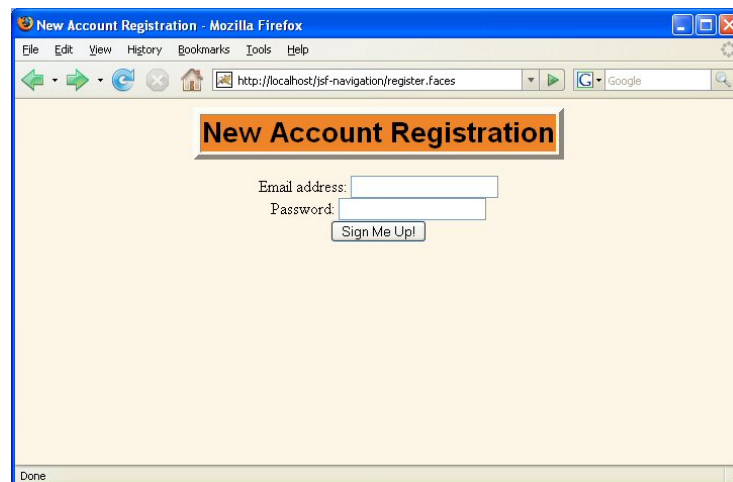 New Account Registration - Mozilla Firefox
File Edit View History Bookmarks Tools Help
http://localhost/jsf-navigation/register.faces G Google
New Account Registration
Email address:
Password:
Sign Me Up!
Done